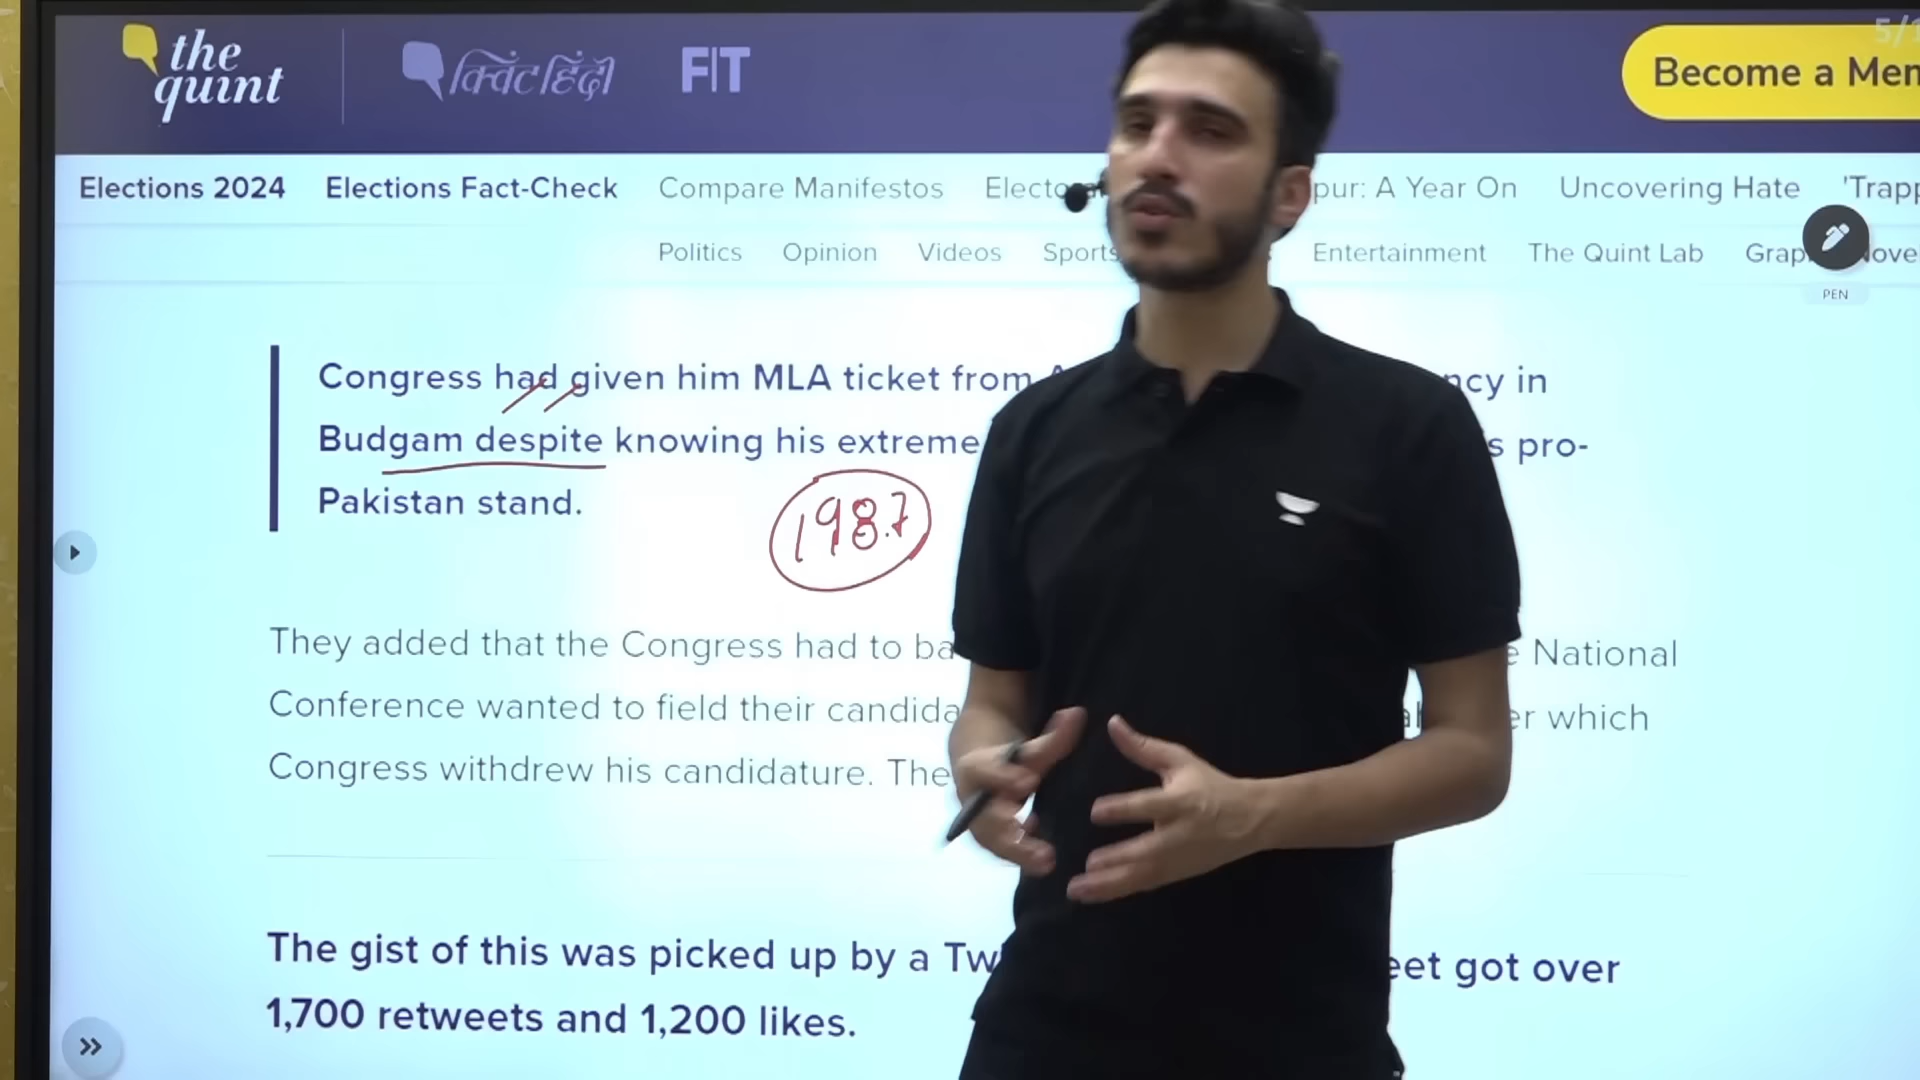 the quint
क्विंट हिंदी
FIT
Become a Mem
5/1
Elections 2024 Elections Fact-Check Compare Manifestos pur: A Year On Uncovering Hate 'Trapp
Politics Opinion Videos Sports Entertainment The Quint Lab
PEN
Congress had given him MLA ticket from ncy in
Budgam despite knowing his extreme s pro-
Pakistan stand.
1987
They added that the Congress had to ba e National
Conference wanted to field their candida er which
Congress withdrew his candidature. The
The gist of this was picked up by a Tw eet got over
1,700 retweets and 1,200 likes.